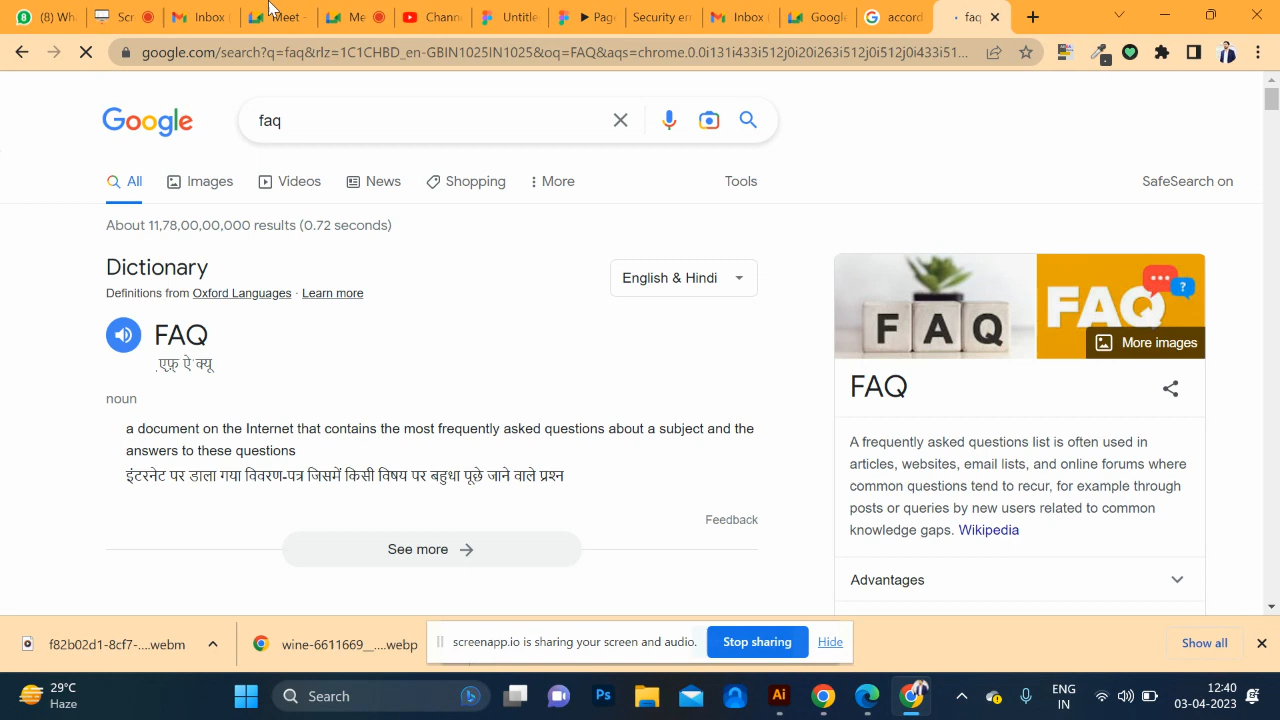 (8) Wh
Scr
Inbox (
Meet -
Me
Chann
Untitle
Page
Security er
Inbox (
Google
accord
faq
google.com/search?q=faq&rlz=1C1CHBD_en-GBIN1025IN1025&oq=FAQ&aqs=chrome.0.0i131i433i512j0i20i263i512j0i512j0i433i51...
Google
faq
All
Images
Videos
News
Shopping
More
Tools
SafeSearch on
About 11,78,00,00,000 results (0.72 seconds)
Dictionary
English & Hindi
Definitions from Oxford Languages · Learn more
FAQ
एफ़् ऐ क्यू
noun
a document on the Internet that contains the most frequently asked questions about a subject and the
answers to these questions
इंटरनेट पर डाला गया विवरण-पत्र जिसमें किसी विषय पर बहुधा पूछे जाने वाले प्रश्न
Feedback
See more
FAQ
FAQ
... ?
More images
FAQ
A frequently asked questions list is often used in
articles, websites, email lists, and online forums where
common questions tend to recur, for example through
posts or queries by new users related to common
knowledge gaps. Wikipedia
Advantages
f82b02d1-8cf7-....webm
wine-6611669__....webp
screenapp.io is sharing your screen and audio.
Stop sharing
Hide
Show all
29°C
Haze
Search
Ps
Ai
ENG
IN
12:40
03-04-2023